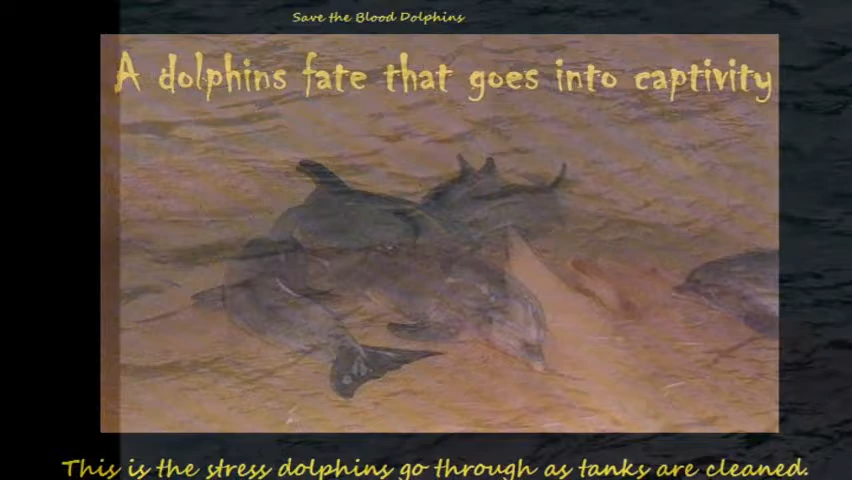 Save the Blood Dolphins
A dolphins fate that goes into captivity
This is the stress dolphins go through as tanks are cleaned.